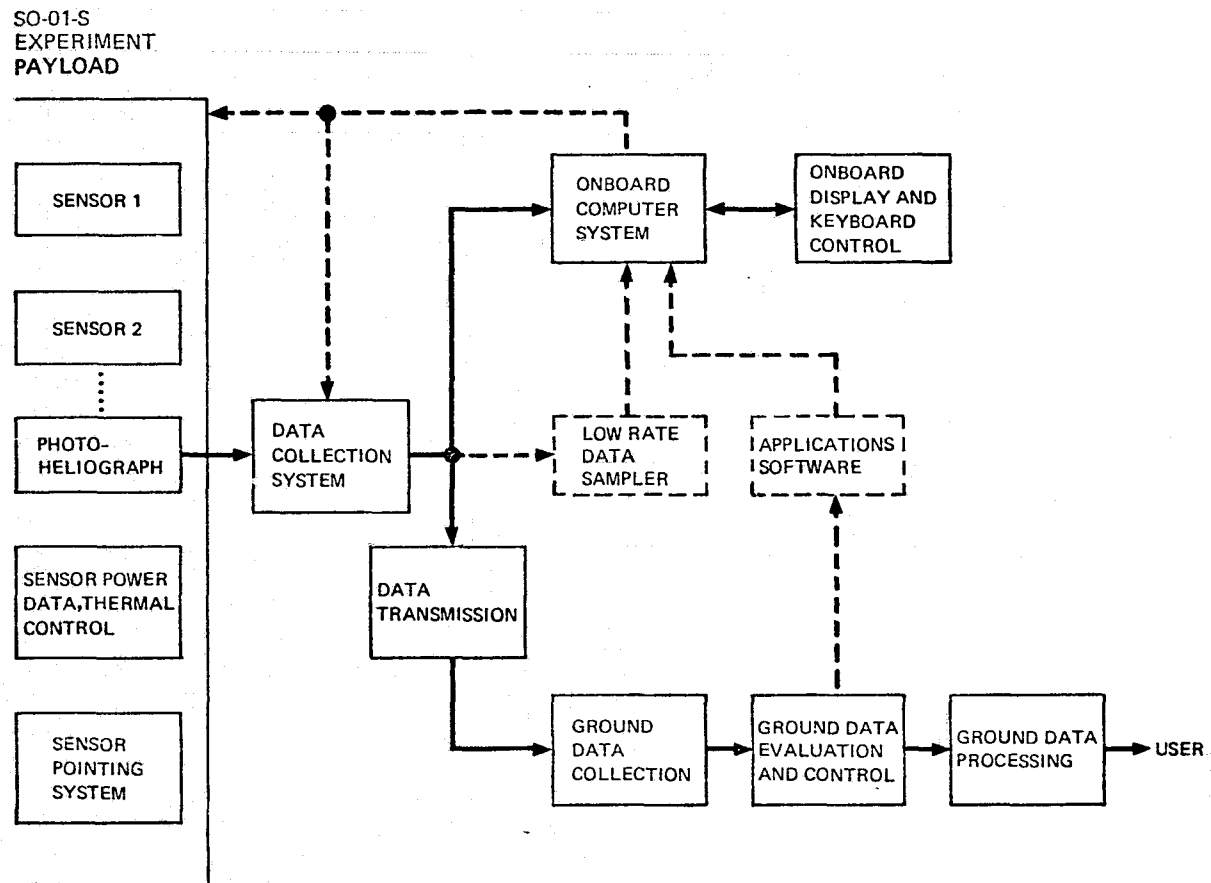 SO-01-S
EXPERIMENT
PAYLOAD
SENSOR 1
SENSOR 2
PHOTO-
HELIOGRAPH
SENSOR POWER
DATA,THERMAL
CONTROL
SENSOR
POINTING
SYSTEM
DATA
COLLECTION
SYSTEM
ONBOARD
COMPUTER
SYSTEM
ONBOARD
DISPLAY AND
KEYBOARD
CONTROL
LOW RATE
DATA
SAMPLER
APPLICATIONS
SOFTWARE
DATA
TRANSMISSION
GROUND
DATA
COLLECTION
GROUND DATA
EVALUATION
AND CONTROL
GROUND DATA
PROCESSING
USER